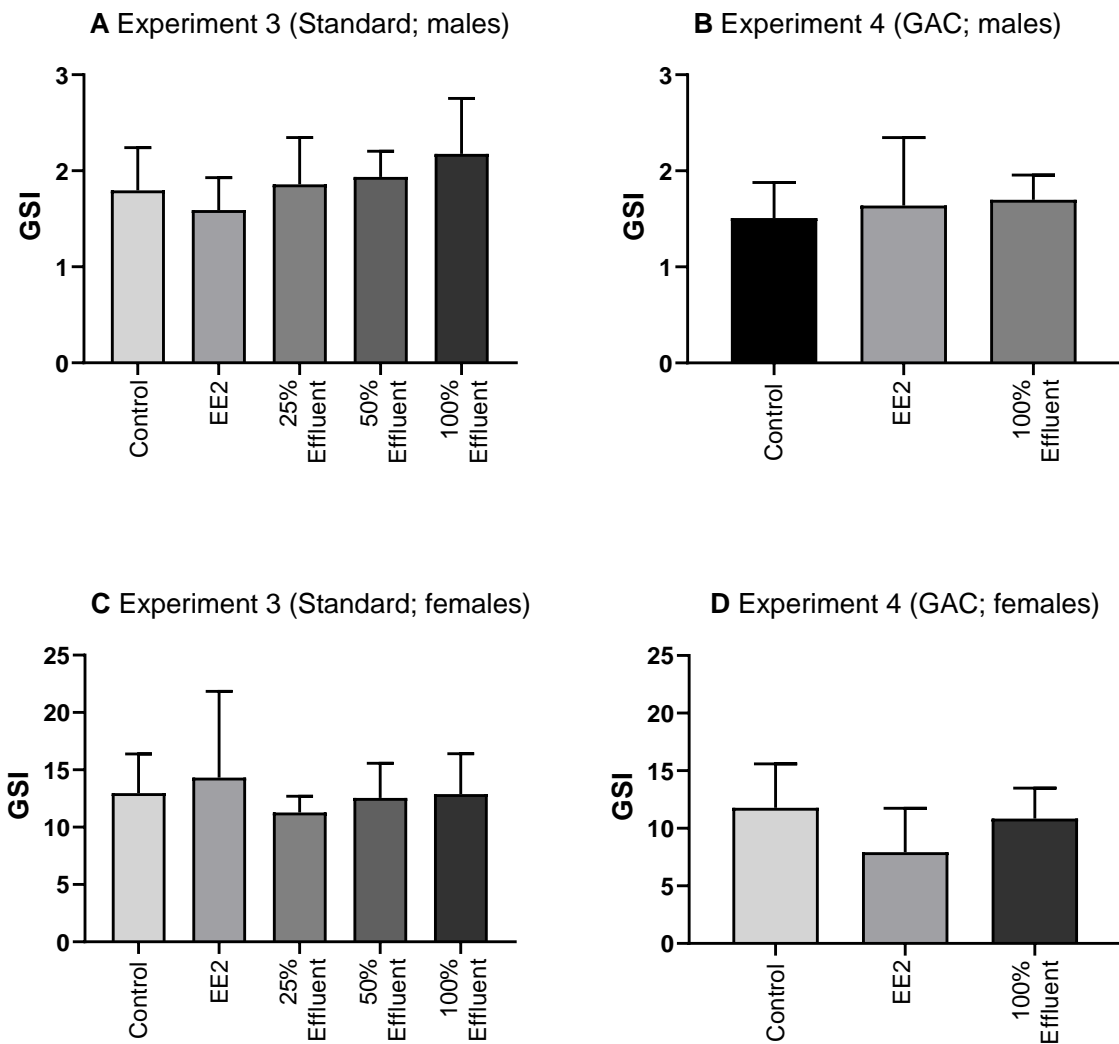 A Experiment 3 (Standard; males)
3
2
1
0
GSI
Control
EE2
25%
Effluent
50%
Effluent
100%
Effluent
B Experiment 4 (GAC; males)
3
2
1
0
GSI
Control
EE2
100%
Effluent
C Experiment 3 (Standard; females)
25
20
15
10
5
0
GSI
Control
EE2
25%
Effluent
50%
Effluent
100%
Effluent
D Experiment 4 (GAC; females)
25
20
15
10
5
0
GSI
Control
EE2
100%
Effluent